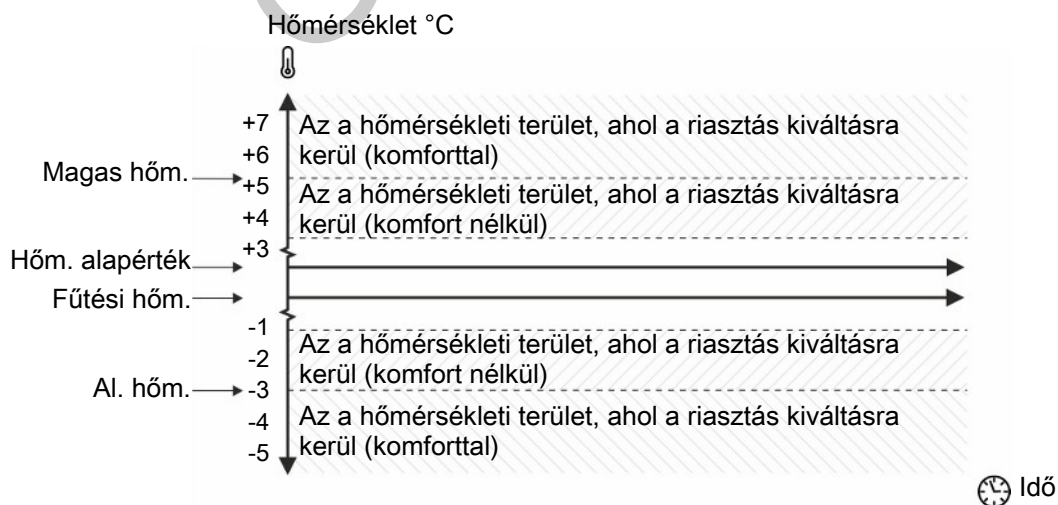 Hőmérséklet °C
+7
Az a hőmérsékleti terület, ahol a riasztás kiváltásra
+6
kerül (komforttal)
Magas hőm.
+5
Az a hőmérsékleti terület, ahol a riasztás kiváltásra
+4
kerül (komfort nélkül)
+3
Hőm. alapérték
Fűtési hőm.
-1
Az a hőmérsékleti terület, ahol a riasztás kiváltásra
-2
kerül (komfort nélkül)
Al. hőm.
-3
Az a hőmérsékleti terület, ahol a riasztás kiváltásra
-4
kerül (komforttal)
-5
Idő